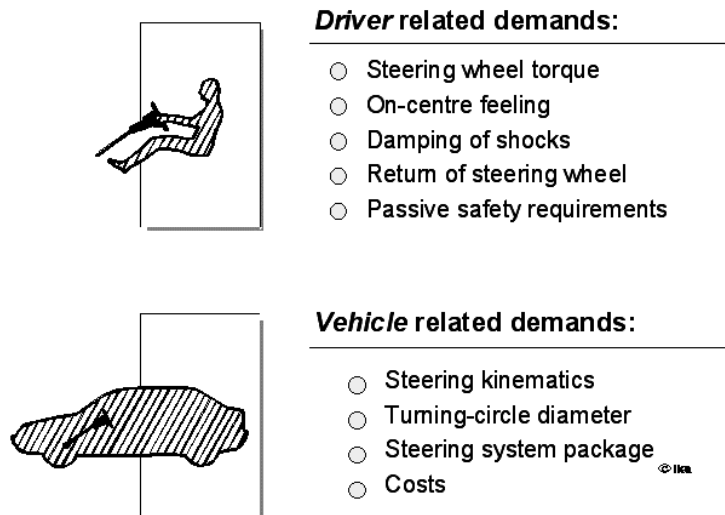 Driver related demands:
Steering wheel torque
On-centre feeling
Damping of shocks
Return of steering wheel
Passive safety requirements
Vehicle related demands:
Steering kinematics
Turning-circle diameter
Steering system package
© ika
Costs